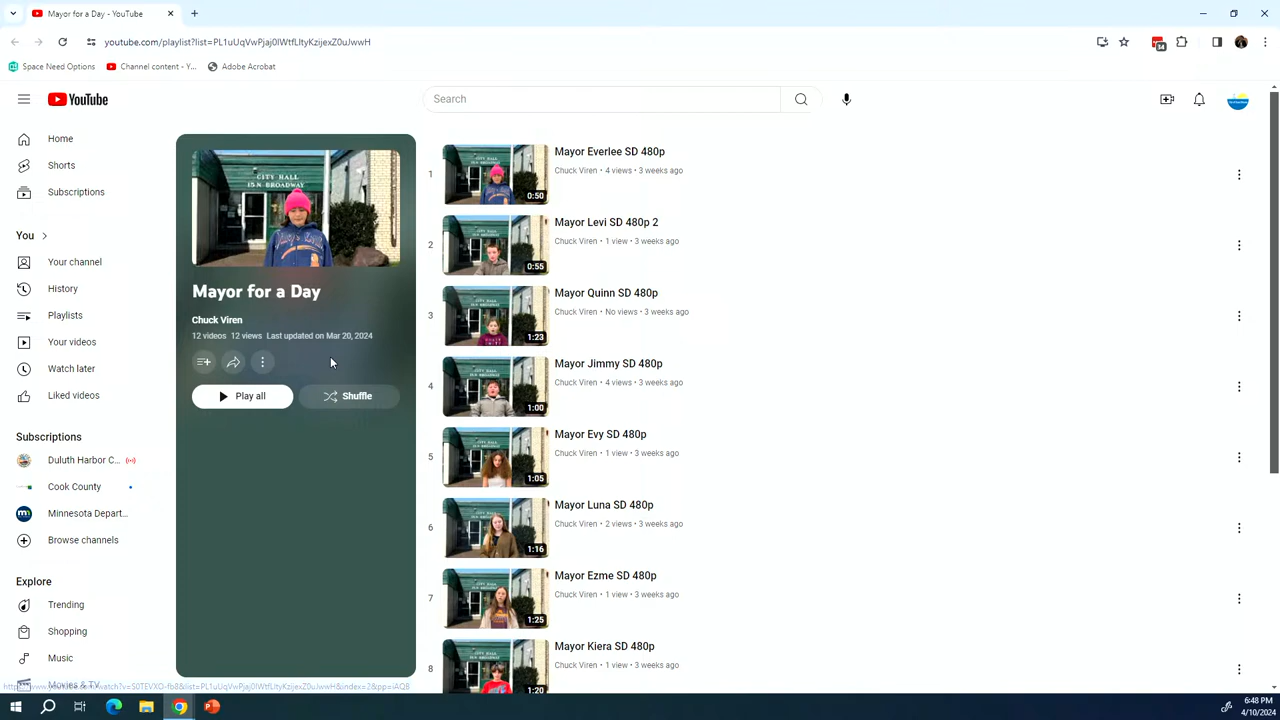 Mayor for a Day - YouTube
youtube.com/playlist?list=PL1uUqVwPjaj0lWtfLItyKzijexZ0uJwwH
34
Space Need Options
Channel content - Y...
Adobe Acrobat
YouTube
Search
Home
Shorts
Subscriptions
You
Your channel
History
Playlists
Your videos
Watch later
Liked videos
Subscriptions
Duluth Harbor C...
Cook County
Minnesota Depart...
Browse channels
Explore
Trending
Shopping
Music
Movies & TV
CITY HALL
15 N. BROADWAY
Mayor for a Day
Chuck Viren
12 videos 12 views Last updated on Mar 20, 2024
Play all
Shuffle
1
0:50
Mayor Everlee SD 480p
Chuck Viren • 4 views • 3 weeks ago
2
0:55
Mayor Levi SD 480p 2
Chuck Viren • 1 view • 3 weeks ago
3
1:23
Mayor Quinn SD 480p
Chuck Viren • No views • 3 weeks ago
4
1:00
Mayor Jimmy SD 480p
Chuck Viren • 4 views • 3 weeks ago
5
1:05
Mayor Evy SD 480p
Chuck Viren • 1 view • 3 weeks ago
6
1:16
Mayor Luna SD 480p
Chuck Viren • 2 views • 3 weeks ago
7
1:25
Mayor Ezme SD 480p
Chuck Viren • 1 view • 3 weeks ago
8
1:20
Mayor Kiera SD 480p
Chuck Viren • 1 view • 3 weeks ago
6:48 PM
4/10/2024